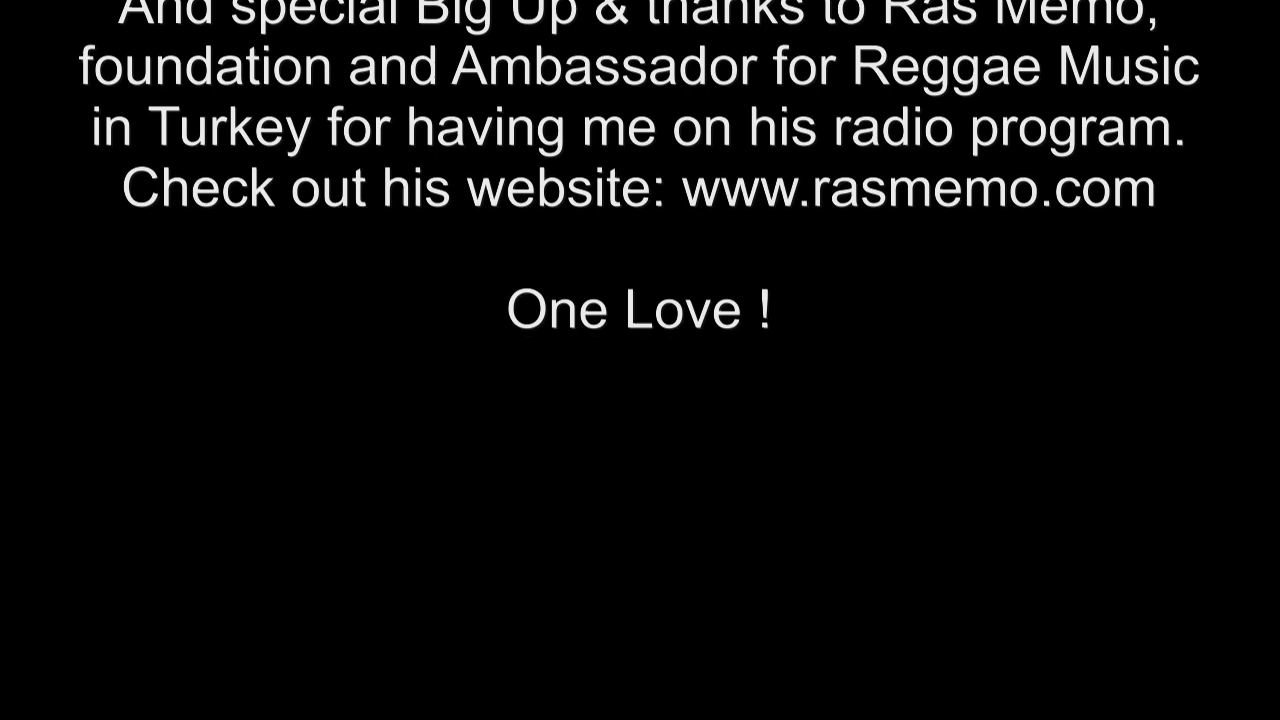 And special Big Up & thanks to Ras Memo,
foundation and Ambassador for Reggae Music
in Turkey for having me on his radio program.
Check out his website: www.rasmemo.com
One Love !